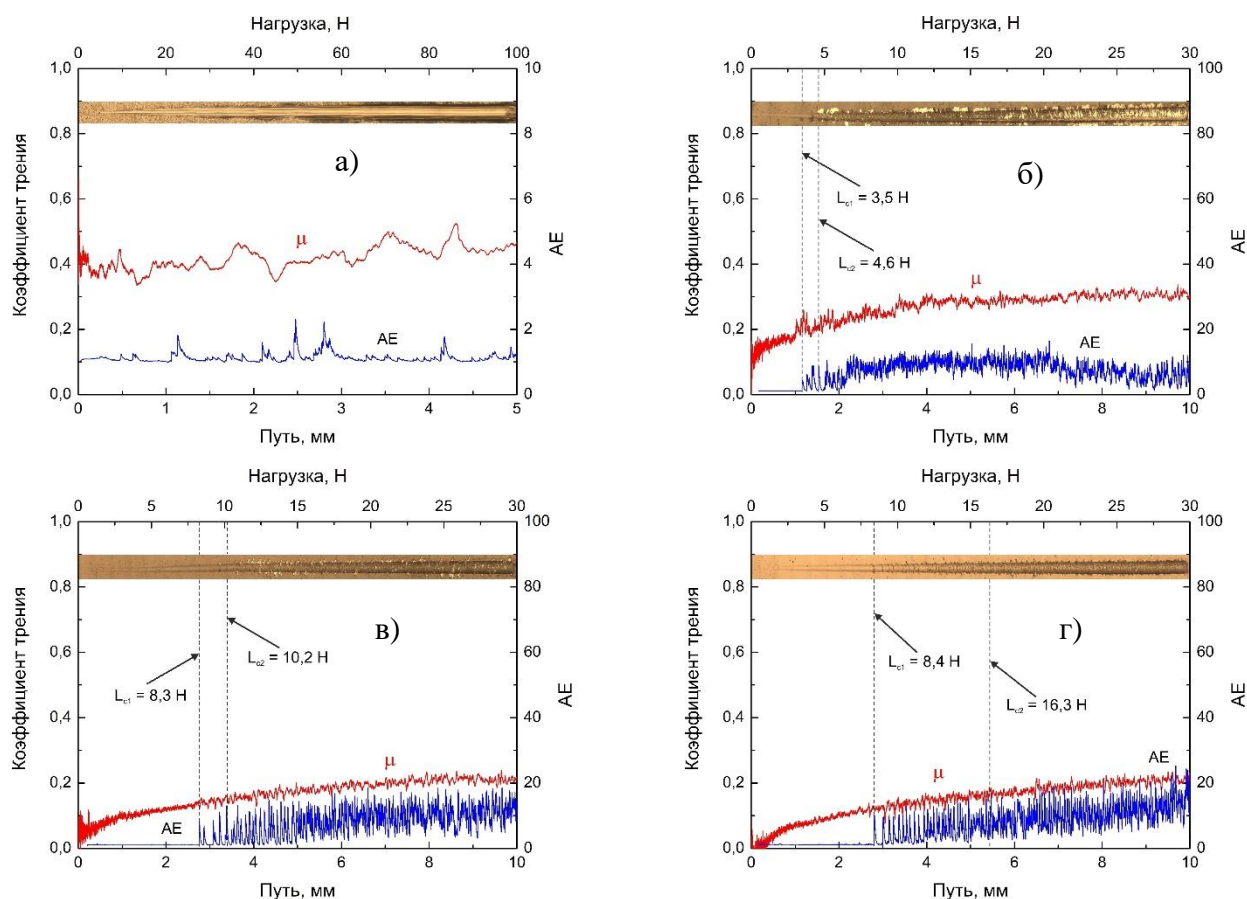 Нагрузка, Н
0 20 40 60 80 100
1,0 10
0,8 8
а)
0,6 6
Коэффициент трения
АЕ
μ
0,4 4
0,2 2
АЕ
0,0 0
0 1 2 3 4 5
Путь, мм
Нагрузка, Н
0 5 10 15 20 25 30
1,0 100
0,8 80
б)
Lc1 = 3,5 Н
0,6 60
Коэффициент трения
АЕ
Lc2 = 4,6 Н
0,4 40
μ
0,2 20
АЕ
0,0 0
0 2 4 6 8 10
Путь, мм
Нагрузка, Н
0 5 10 15 20 25 30
1,0 100
0,8 80
в)
0,6 60
Коэффициент трения
АЕ
Lc2 = 10,2 Н
Lc1 = 8,3 Н
0,4 40
μ
0,2 20
АЕ
0,0 0
0 2 4 6 8 10
Путь, мм
Нагрузка, Н
0 5 10 15 20 25 30
1,0 100
0,8 80
г)
0,6 60
Коэффициент трения
АЕ
Lc1 = 8,4 Н
Lc2 = 16,3 Н
0,4 40
АЕ
μ
0,2 20
0,0 0
0 2 4 6 8 10
Путь, мм